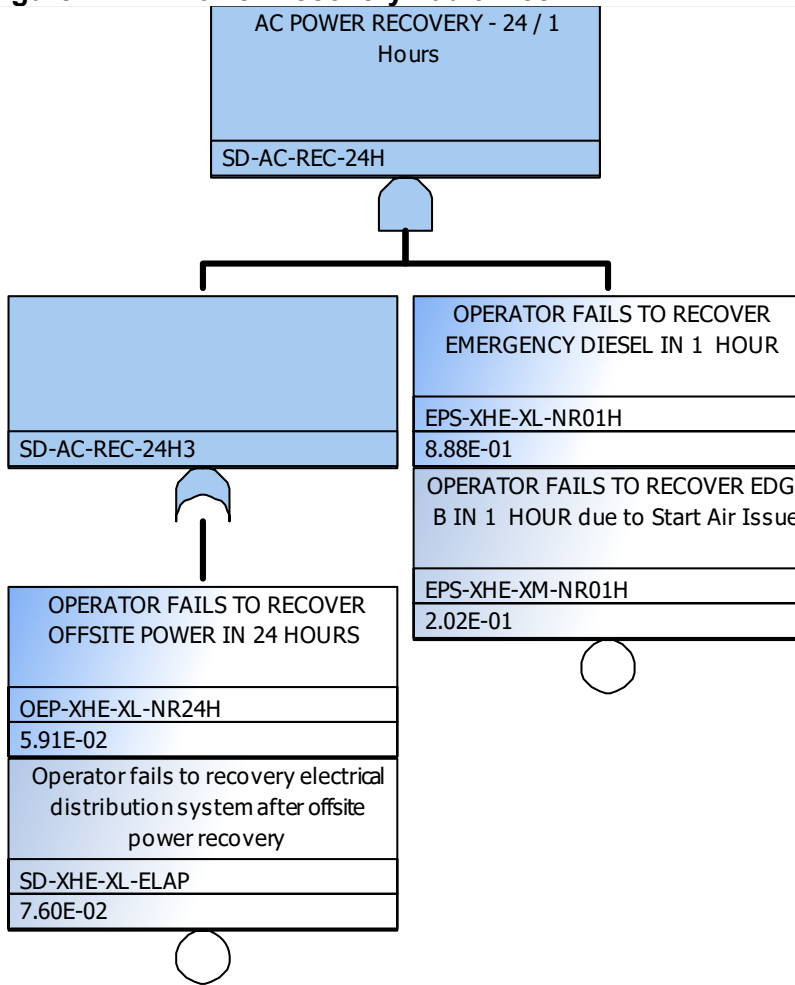 AC POWER RECOVERY - 24 / 1
Hours
SD-AC-REC-24H
SD-AC-REC-24H3
OPERATOR FAILS TO RECOVER
EMERGENCY DIESEL IN 1 HOUR
EPS-XHE-XL-NR01H
8.88E-01
OPERATOR FAILS TO RECOVER EDG
B IN 1 HOUR due to Start Air Issue
EPS-XHE-XM-NR01H
2.02E-01
OPERATOR FAILS TO RECOVER
OFFSITE POWER IN 24 HOURS
OEP-XHE-XL-NR24H
5.91E-02
Operator fails to recovery electrical
distribution system after offsite
power recovery
SD-XHE-XL-ELAP
7.60E-02